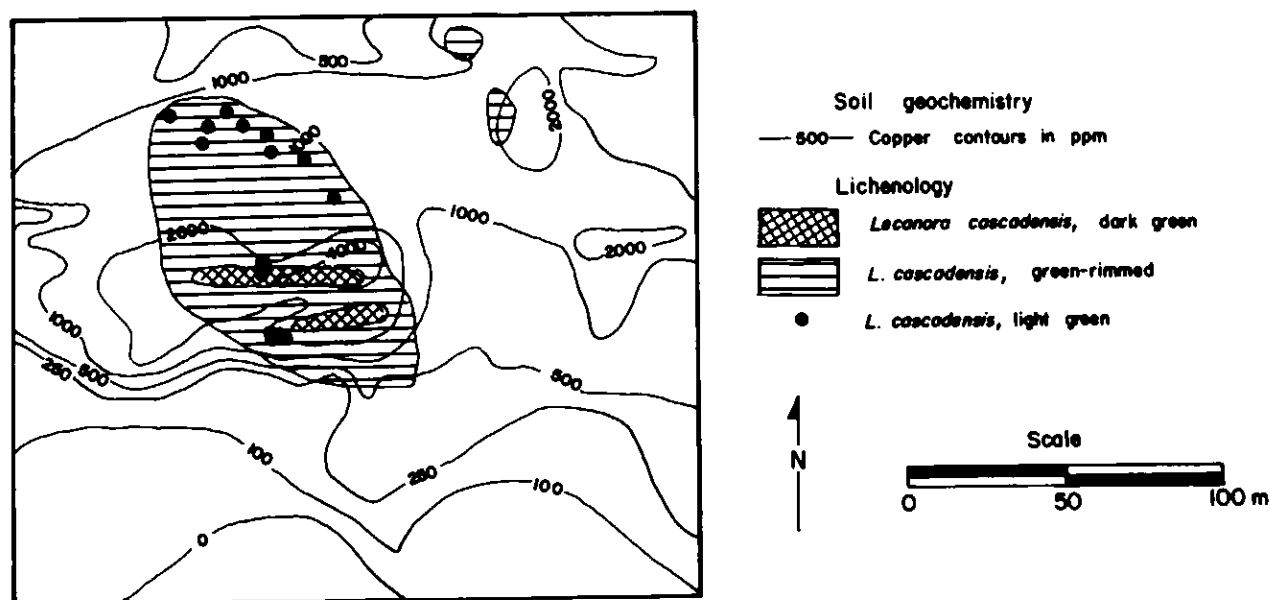 500
1000
2000
1000
2000
4000
1000
2000
1000
500
250
500
100
250
100
0
Soil geochemistry
—500— Copper contours in ppm
Lichenology
Lecanora cascadensis, dark green
L. cascadensis, green-rimmed
L. cascadensis, light green
N
Scale
0 50 100 m